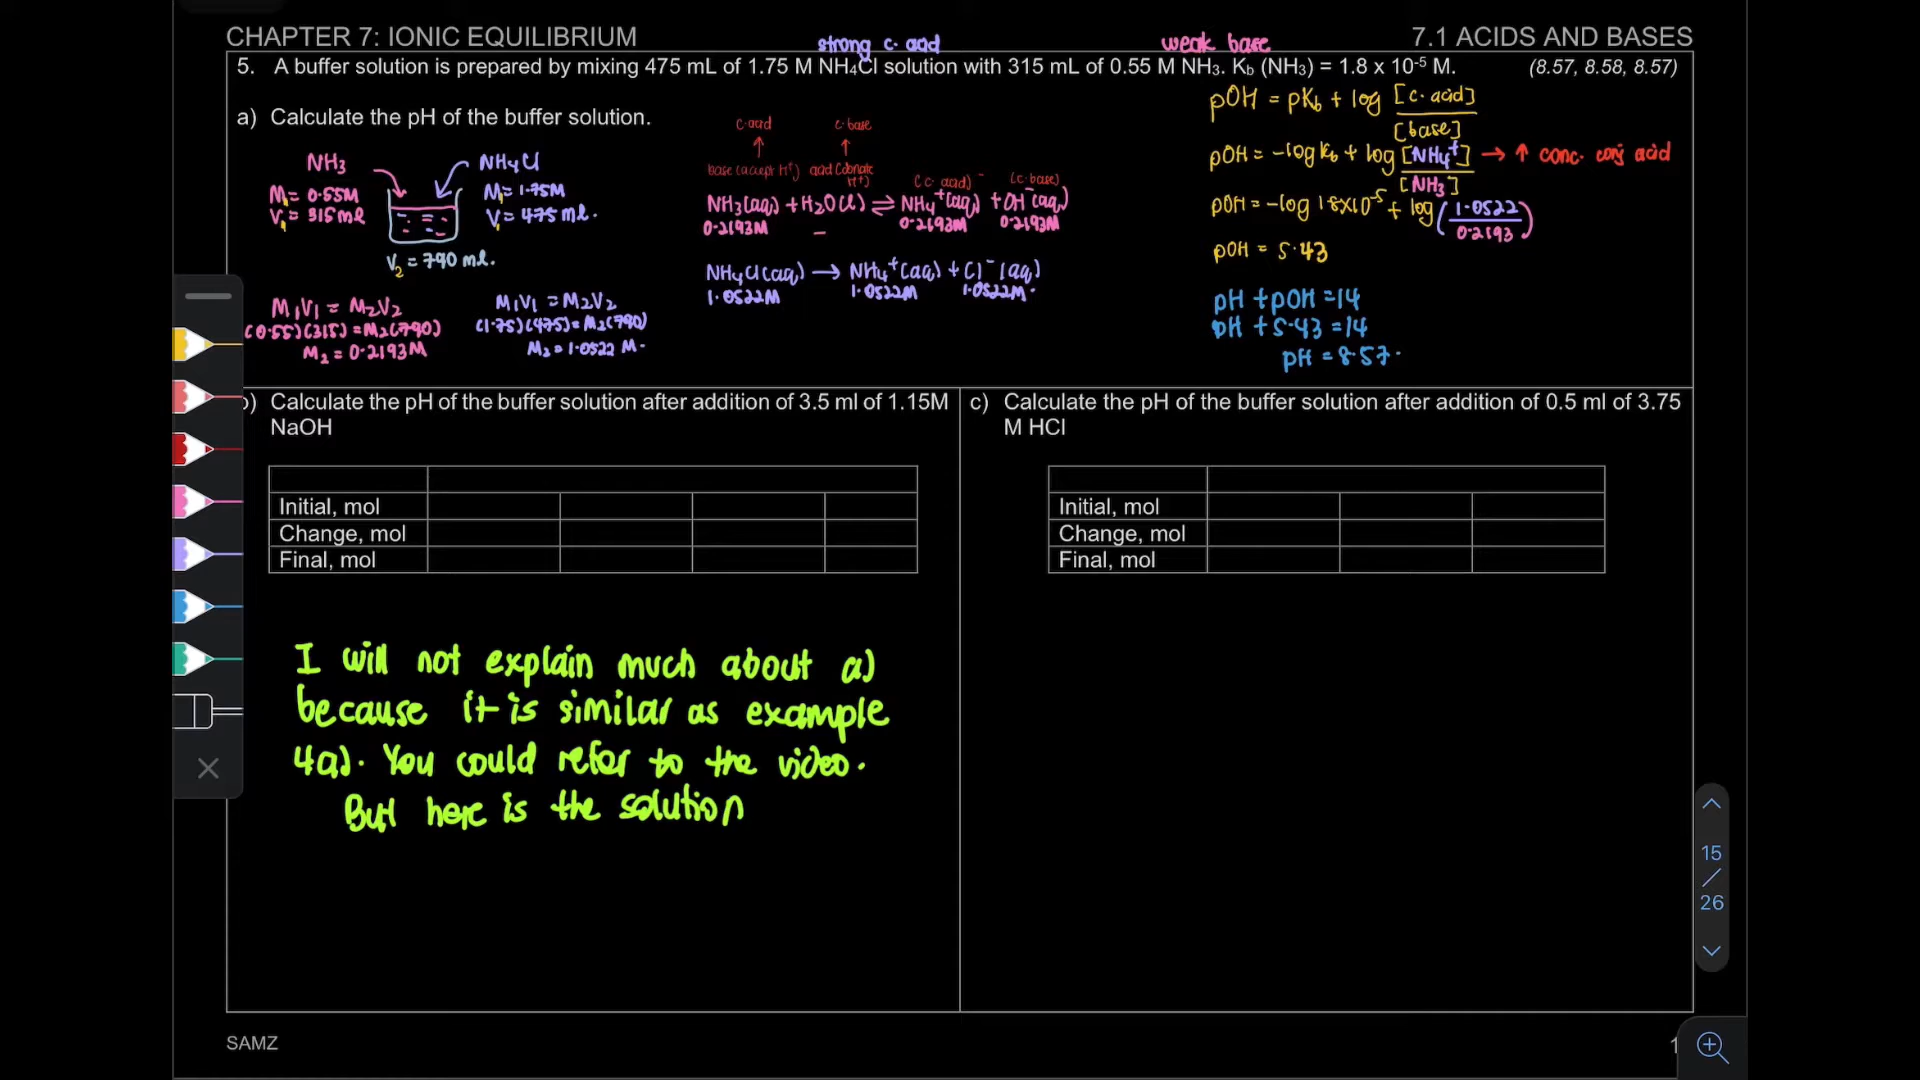 CHAPTER 7: IONIC EQUILIBRIUM
7.1 ACIDS AND BASES
strong c. acid
weak base
5. A buffer solution is prepared by mixing 475 mL of 1.75 M NH₄Cl solution with 315 mL of 0.55 M NH₃. Kb (NH₃) = 1.8 x 10⁻⁵ M. (8.57, 8.58, 8.57)
a) Calculate the pH of the buffer solution.
NH3
M₁ = 0.55M
V₁ = 315 ml
NH4Cl
M₁ = 1.75M
V₁ = 475 ml.
V₂ = 790 ml.
M₁V₁ = M₂V₂
(0.55)(315) = M₂(790)
M₂ = 0.2193M
M₁V₁ = M₂V₂
(1.75)(475) = M₂(790)
M₂ = 1.0522 M.
c-acid
c-base
base (accept H⁺) acid (donate H⁺)
(c. acid) (c. base)
NH3(aq) + H2O(l) ⇌ NH4⁺(aq) + OH⁻(aq)
0.2193M – 0.2193M 0.2193M
NH4Cl(aq) → NH4⁺(aq) + Cl⁻(aq)
1.0522M 1.0522M 1.0522M.
pOH = pKb + log [c. acid] / [base]
pOH = -log Kb + log [NH4⁺] / [NH3] → ↑ conc. conj acid
pOH = -log 1.8x10⁻⁵ + log (1.0522 / 0.2193)
pOH = 5.43
pH + pOH = 14
pH + 5.43 = 14
pH = 8.57.
b) Calculate the pH of the buffer solution after addition of 3.5 ml of 1.15M
NaOH
Initial, mol
Change, mol
Final, mol
I will not explain much about a)
because it is similar as example
4a). You could refer to the video.
But here is the solution
c) Calculate the pH of the buffer solution after addition of 0.5 ml of 3.75
M HCl
Initial, mol
Change, mol
Final, mol
15
/
26
SAMZ
1